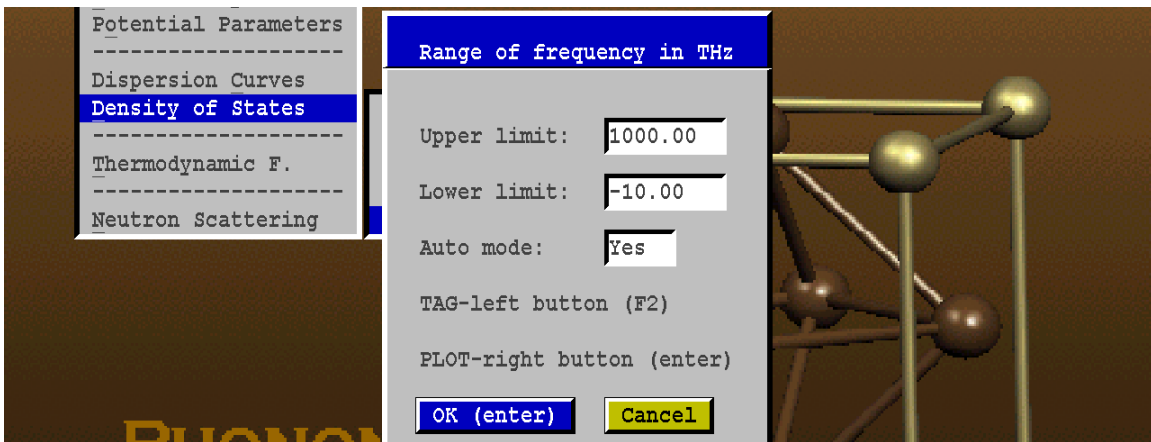 Potential Parameters
--------------------
Dispersion Curves
Density of States
--------------------
Thermodynamic F.
--------------------
Neutron Scattering
Range of frequency in THz
Upper limit: 1000.00
Lower limit: -10.00
Auto mode: Yes
TAG-left button (F2)
PLOT-right button (enter)
OK (enter) Cancel